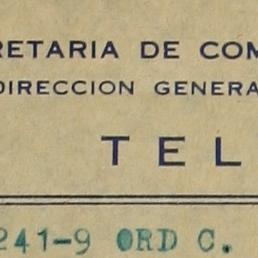 RETARIA DE COM
DIRECCION GENERA
TEL
241-9 ORD C.